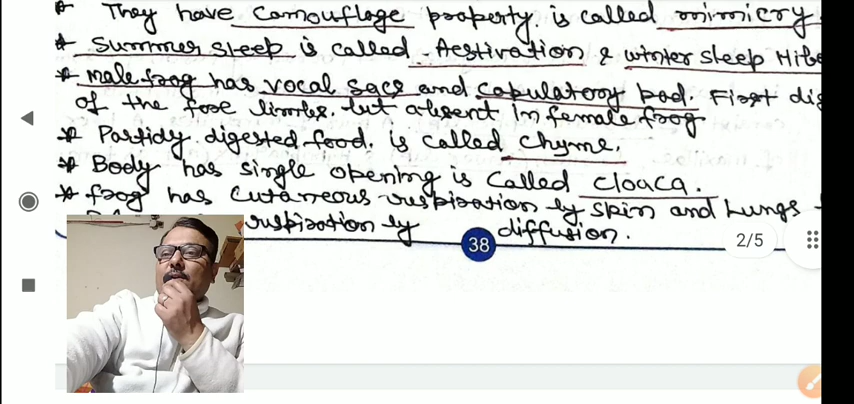 * They have camouflage property is called mimicry.
* Summer sleep is called Aestivation & winter sleep Hibe
* Male frog has vocal sacs and copulatory pad. First dig
of the fore limbs. but absent in female frog
* Partialy digested food. is called chyme.
* Body has single opening is called cloaca.
* frog has cutaneous respiration by skin and Lungs
respiration by diffusion.
38
2/5